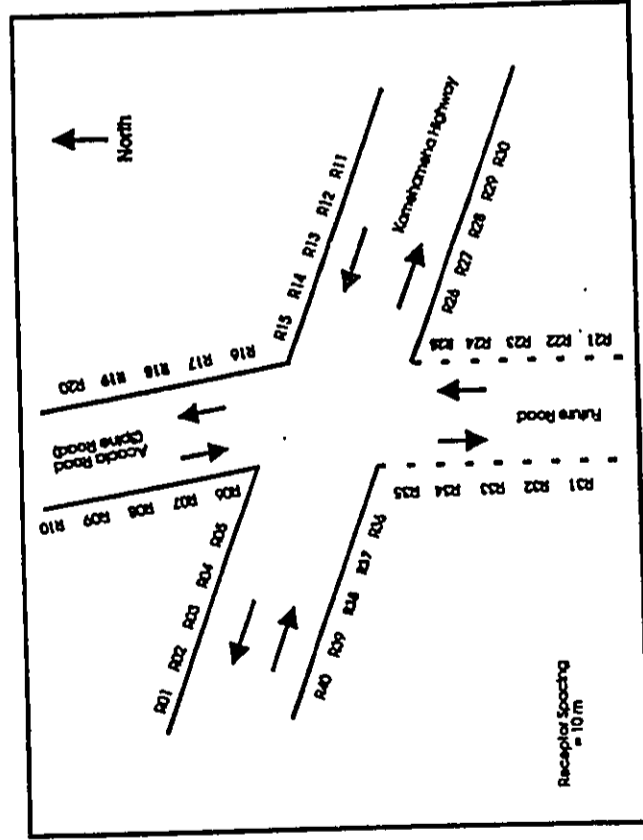 North
R20
R19
R18
R17
R16
R15 R14 R13 R12 R11
Kamehameha Highway
Acacia Road
(Spine Road)
R10
R09
R08
R07
R06
R01 R02 R03 R04 R05
R26 R27 R28 R29 R30
R25
R24
R23
R22
R21
Future Road
R35
R34
R33
R32
R31
R40 R39 R38 R37 R36
Receptor Spacing
= 10 m